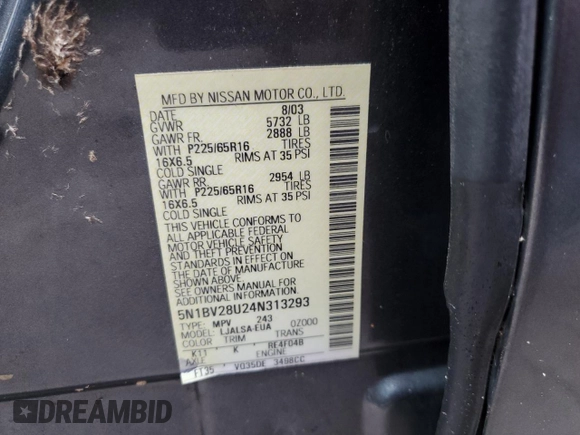 MFD BY NISSAN MOTOR CO., LTD.
DATE 8/03
GVWR 5732 LB
GAWR FR. 2888 LB
WITH P225/65R16 TIRES
16X6.5 RIMS AT 35 PSI
COLD SINGLE
GAWR RR. 2954 LB
WITH P225/65R16 TIRES
16X6.5 RIMS AT 35 PSI
COLD SINGLE
THIS VEHICLE CONFORMS TO
ALL APPLICABLE FEDERAL
MOTOR VEHICLE SAFETY
AND THEFT PREVENTION
STANDARDS IN EFFECT ON
THE DATE OF MANUFACTURE
SHOWN ABOVE
SEE OWNERS MANUAL FOR
ADDITIONAL INFORMATION
5N1BV28U24N313293
TYPE: MPV 243 0Z000
MODEL: LJALSA-EUA
COLOR TRIM TRANS
K11 K RE4F04B
AXLE ENGINE
FT35 VQ35DE 3498CC
DREAMBID